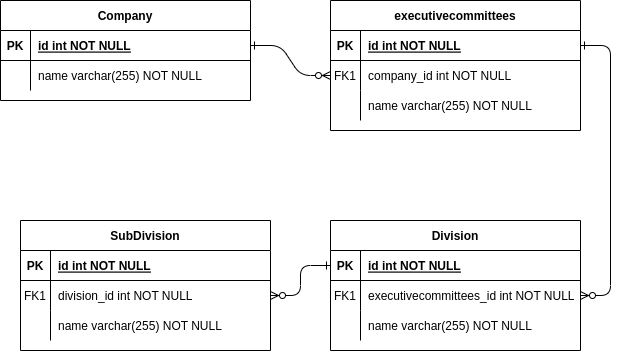 Company
PK id int NOT NULL
name varchar(255) NOT NULL
executivecommittees
PK id int NOT NULL
FK1 company_id int NOT NULL
name varchar(255) NOT NULL
SubDivision
PK id int NOT NULL
FK1 division_id int NOT NULL
name varchar(255) NOT NULL
Division
PK id int NOT NULL
FK1 executivecommittees_id int NOT NULL
name varchar(255) NOT NULL